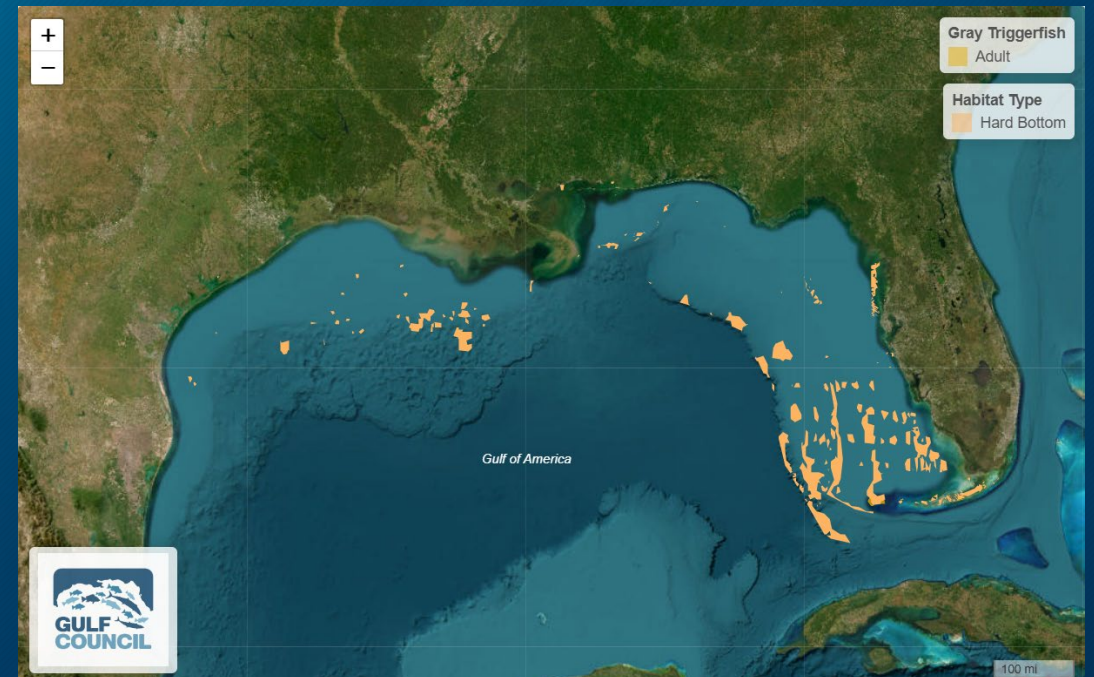 +
−
Gray Triggerfish
Adult
Habitat Type
Hard Bottom
Gulf of America
GULF
COUNCIL
100 mi